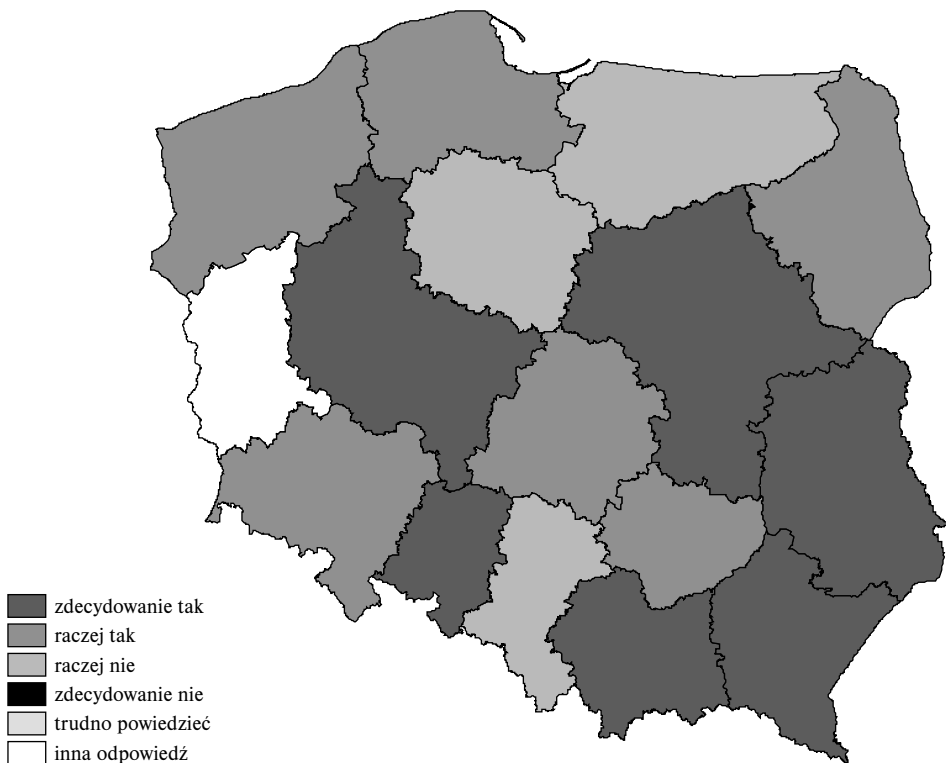 zdecydowanie tak
raczej tak
raczej nie
zdecydowanie nie
trudno powiedzieć
inna odpowiedź